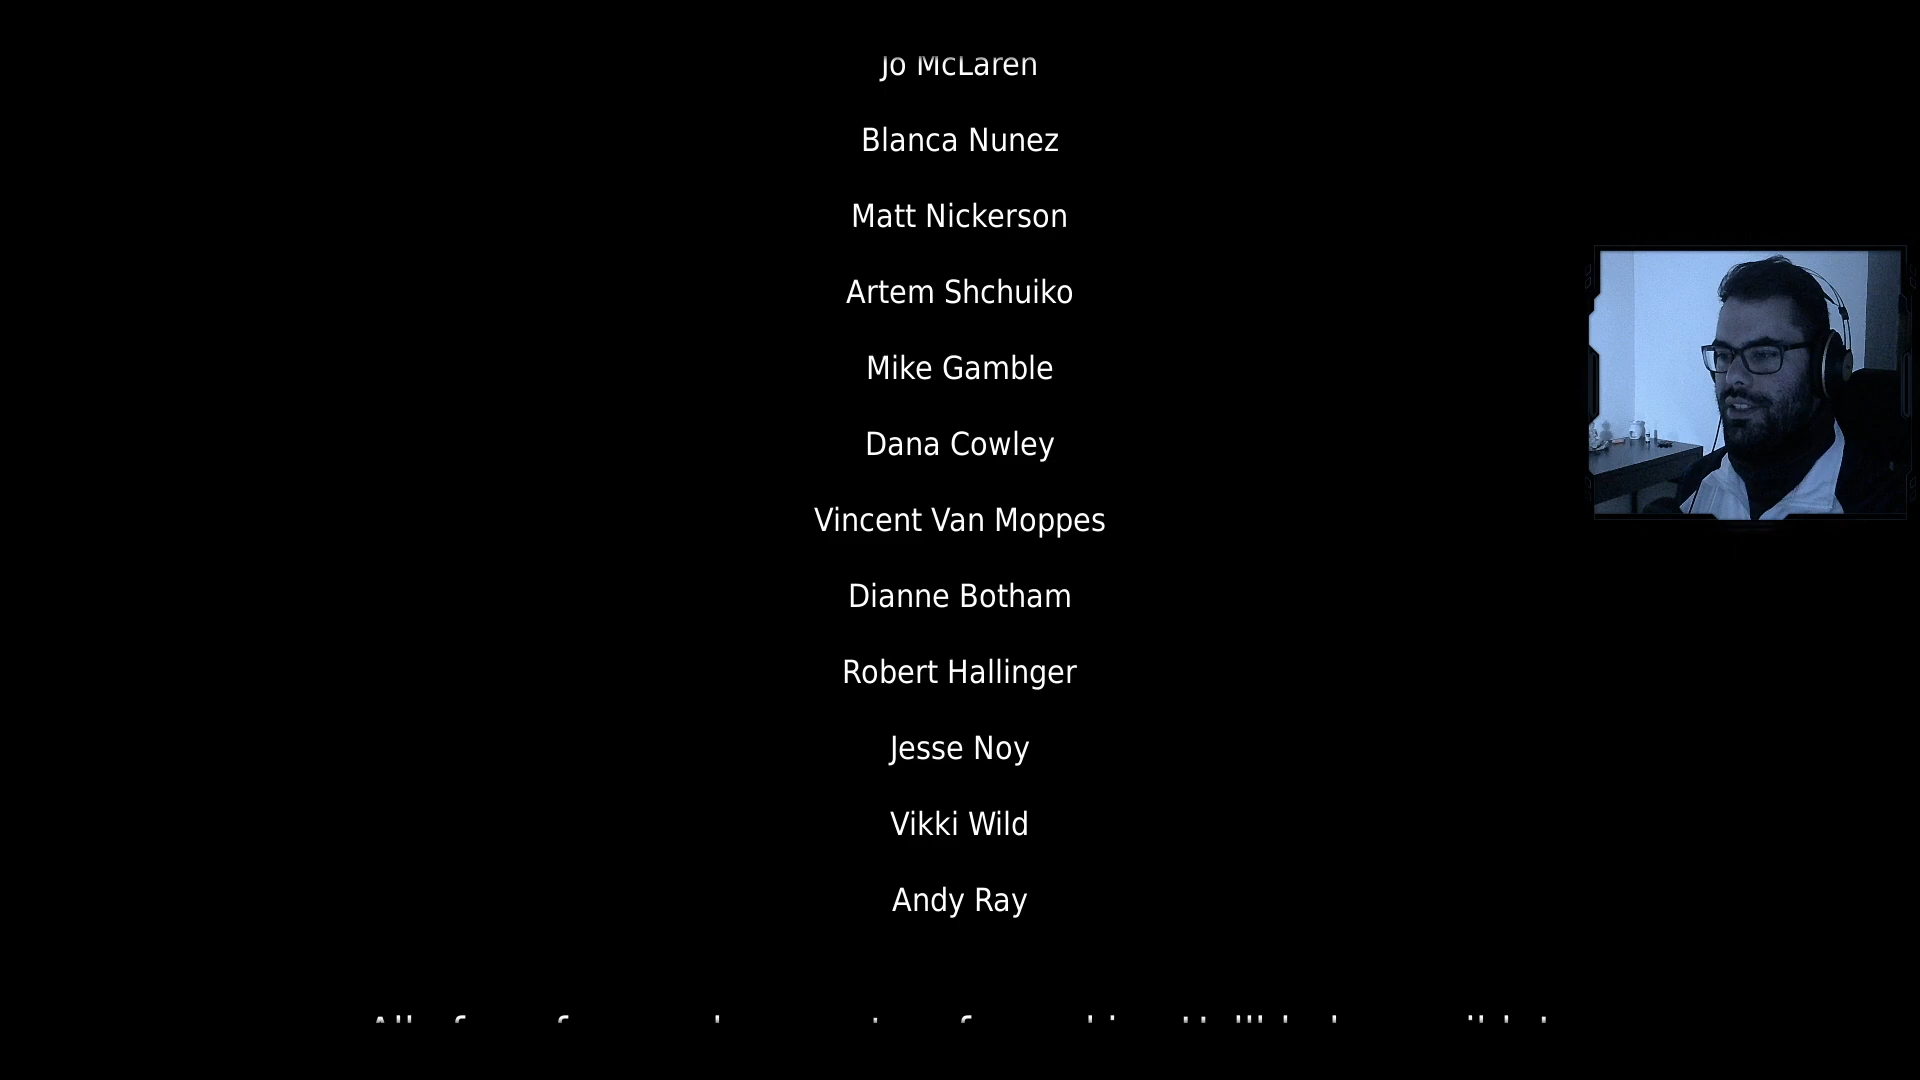 Jo McLaren
Blanca Nunez
Matt Nickerson
Artem Shchuiko
Mike Gamble
Dana Cowley
Vincent Van Moppes
Dianne Botham
Robert Hallinger
Jesse Noy
Vikki Wild
Andy Ray